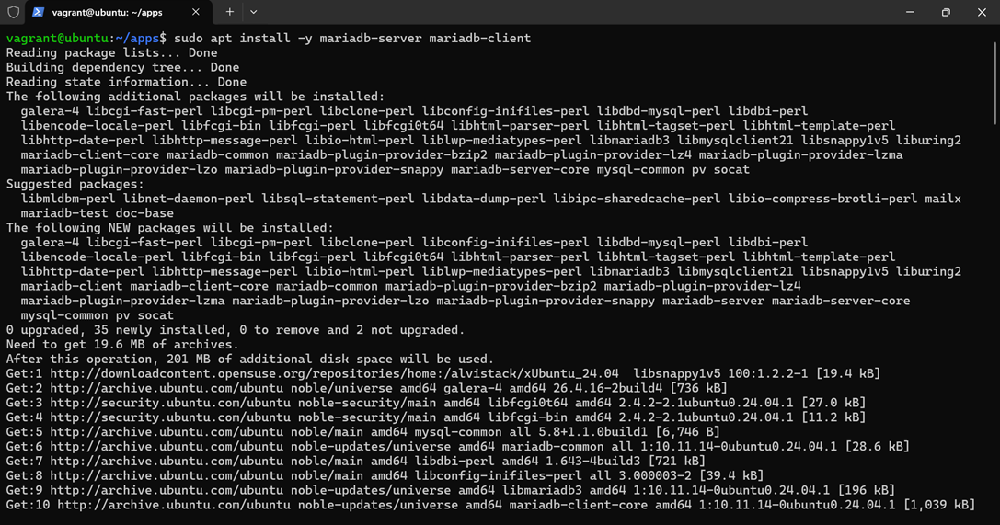 vagrant@ubuntu: ~/apps
vagrant@ubuntu:~/apps$ sudo apt install -y mariadb-server mariadb-client
Reading package lists... Done
Building dependency tree... Done
Reading state information... Done
The following additional packages will be installed:
  galera-4 libcgi-fast-perl libcgi-pm-perl libclone-perl libconfig-inifiles-perl libdbd-mysql-perl libdbi-perl
  libencode-locale-perl libfcgi-bin libfcgi-perl libfcgi0t64 libhtml-parser-perl libhtml-tagset-perl libhtml-template-perl
  libhttp-date-perl libhttp-message-perl libio-html-perl liblwp-mediatypes-perl libmariadb3 libmysqlclient21 libsnappy1v5 liburing2
  mariadb-client-core mariadb-common mariadb-plugin-provider-bzip2 mariadb-plugin-provider-lz4 mariadb-plugin-provider-lzma
  mariadb-plugin-provider-lzo mariadb-plugin-provider-snappy mariadb-server-core mysql-common pv socat
Suggested packages:
  libmldbm-perl libnet-daemon-perl libsql-statement-perl libdata-dump-perl libipc-sharedcache-perl libio-compress-brotli-perl mailx
  mariadb-test doc-base
The following NEW packages will be installed:
  galera-4 libcgi-fast-perl libcgi-pm-perl libclone-perl libconfig-inifiles-perl libdbd-mysql-perl libdbi-perl
  libencode-locale-perl libfcgi-bin libfcgi-perl libfcgi0t64 libhtml-parser-perl libhtml-tagset-perl libhtml-template-perl
  libhttp-date-perl libhttp-message-perl libio-html-perl liblwp-mediatypes-perl libmariadb3 libmysqlclient21 libsnappy1v5 liburing2
  mariadb-client mariadb-client-core mariadb-common mariadb-plugin-provider-bzip2 mariadb-plugin-provider-lz4
  mariadb-plugin-provider-lzma mariadb-plugin-provider-lzo mariadb-plugin-provider-snappy mariadb-server mariadb-server-core
  mysql-common pv socat
0 upgraded, 35 newly installed, 0 to remove and 2 not upgraded.
Need to get 19.6 MB of archives.
After this operation, 201 MB of additional disk space will be used.
Get:1 http://downloadcontent.opensuse.org/repositories/home:/alvistack/xUbuntu_24.04  libsnappy1v5 100:1.2.2-1 [19.4 kB]
Get:2 http://archive.ubuntu.com/ubuntu noble/universe amd64 galera-4 amd64 26.4.16-2build4 [736 kB]
Get:3 http://security.ubuntu.com/ubuntu noble-security/main amd64 libfcgi0t64 amd64 2.4.2-2.1ubuntu0.24.04.1 [27.0 kB]
Get:4 http://security.ubuntu.com/ubuntu noble-security/main amd64 libfcgi-bin amd64 2.4.2-2.1ubuntu0.24.04.1 [11.2 kB]
Get:5 http://archive.ubuntu.com/ubuntu noble/main amd64 mysql-common all 5.8+1.1.0build1 [6,746 B]
Get:6 http://archive.ubuntu.com/ubuntu noble-updates/universe amd64 mariadb-common all 1:10.11.14-0ubuntu0.24.04.1 [28.6 kB]
Get:7 http://archive.ubuntu.com/ubuntu noble/main amd64 libdbi-perl amd64 1.643-4build3 [721 kB]
Get:8 http://archive.ubuntu.com/ubuntu noble/main amd64 libconfig-inifiles-perl all 3.000003-2 [39.4 kB]
Get:9 http://archive.ubuntu.com/ubuntu noble-updates/universe amd64 libmariadb3 amd64 1:10.11.14-0ubuntu0.24.04.1 [196 kB]
Get:10 http://archive.ubuntu.com/ubuntu noble-updates/universe amd64 mariadb-client-core amd64 1:10.11.14-0ubuntu0.24.04.1 [1,039 kB]